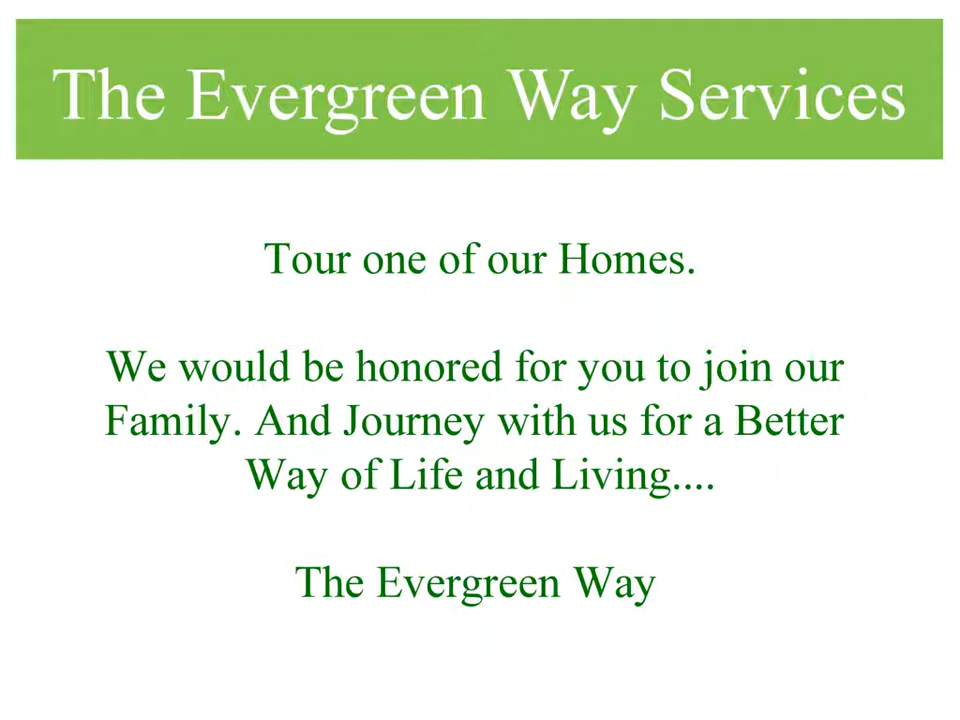 The Evergreen Way Services
Tour one of our Homes.
We would be honored for you to join our
Family. And Journey with us for a Better
Way of Life and Living....
The Evergreen Way